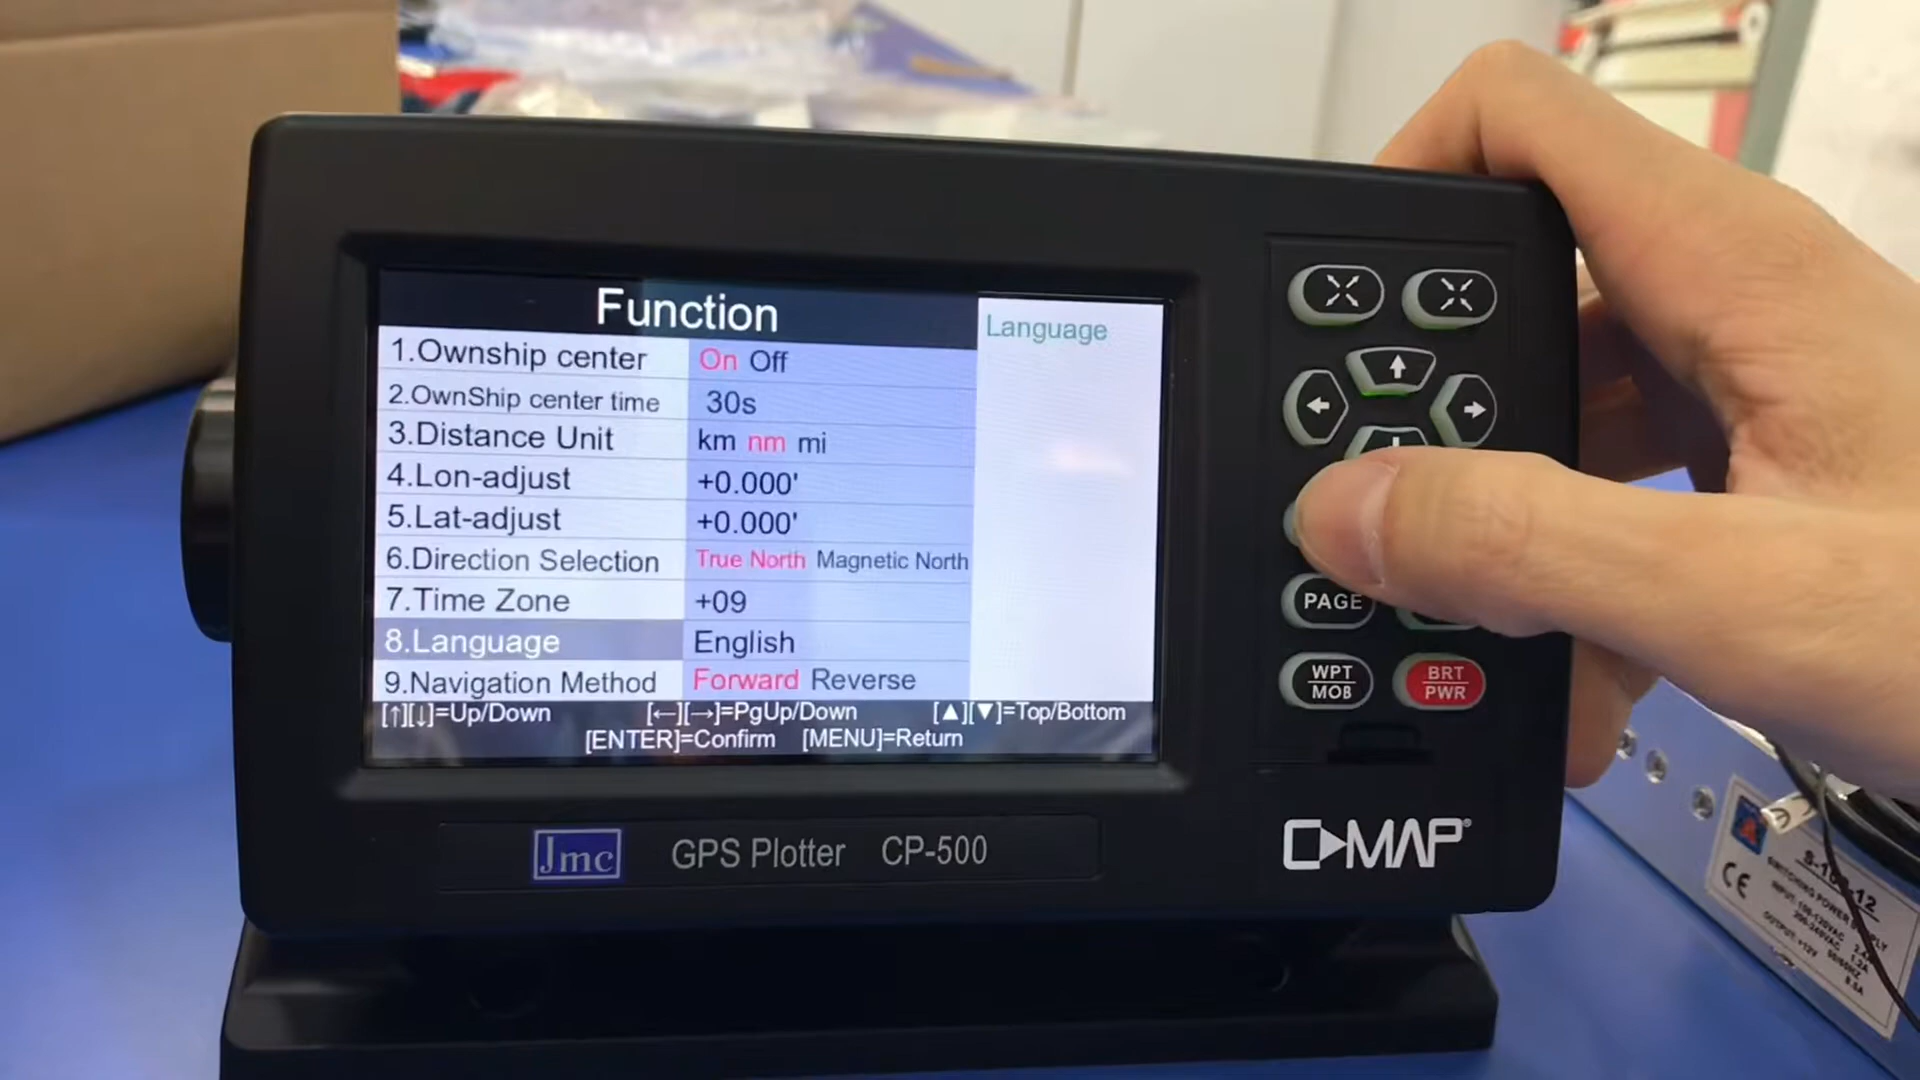 Function
Language
1.Ownship center On Off
2.OwnShip center time 30s
3.Distance Unit km nm mi
4.Lon-adjust +0.000'
5.Lat-adjust +0.000'
6.Direction Selection True North Magnetic North
7.Time Zone +09
8.Language English
9.Navigation Method Forward Reverse
[↑][↓]=Up/Down [←][→]=PgUp/Down [▲][▼]=Top/Bottom
[ENTER]=Confirm [MENU]=Return
PAGE
WPT
MOB
BRT
PWR
Jmc GPS Plotter CP-500
C-MAP®
CE
SWITCHING POWER